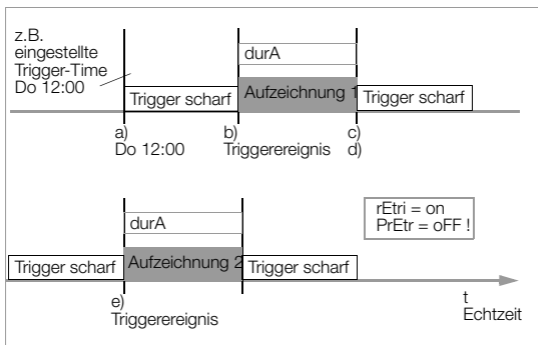 z.B.
eingestellte
Trigger-Time
Do 12:00
durA
Trigger scharf
Aufzeichnung 1
Trigger scharf
a)
Do 12:00
b)
Triggerereignis
c)
d)
rEtri = on
PrEtr = oFF !
durA
Trigger scharf
Aufzeichnung 2
Trigger scharf
e)
Triggerereignis
t
Echtzeit